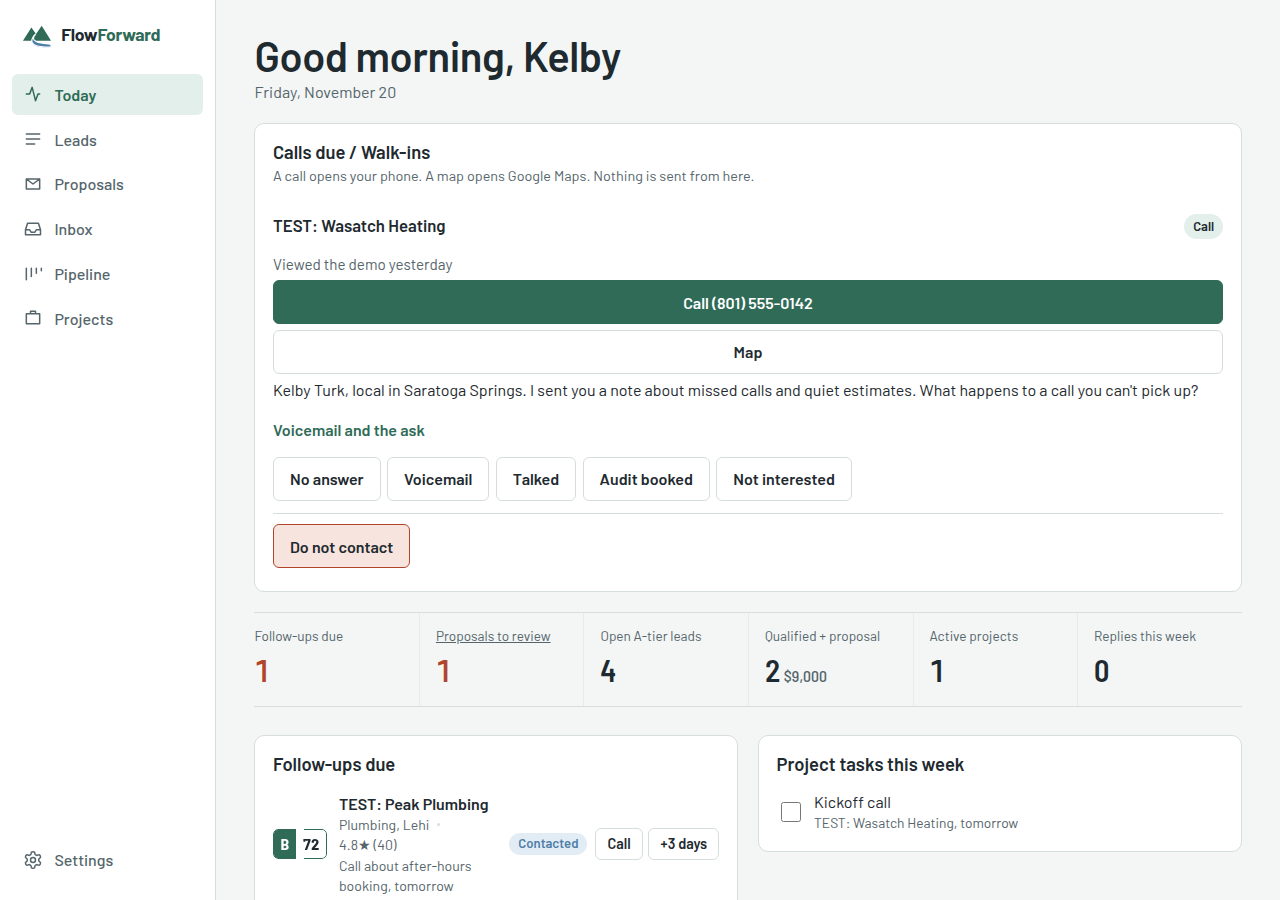 FlowForward
Today
Leads
Proposals
Inbox
Pipeline
Projects
Settings
Good morning, Kelby
Friday, November 20
Calls due / Walk-ins
A call opens your phone. A map opens Google Maps. Nothing is sent from here.
TEST: Wasatch Heating
Call
Viewed the demo yesterday
Call (801) 555-0142
Map
Kelby Turk, local in Saratoga Springs. I sent you a note about missed calls and quiet estimates. What happens to a call you can't pick up?
Voicemail and the ask
No answer
Voicemail
Talked
Audit booked
Not interested
Do not contact
Follow-ups due
1
Proposals to review
1
Open A-tier leads
4
Qualified + proposal
2 $9,000
Active projects
1
Replies this week
0
Follow-ups due
B 72
TEST: Peak Plumbing
Plumbing, Lehi •
4.8★ (40)
Call about after-hours
booking, tomorrow
Contacted
Call
+3 days
Project tasks this week
Kickoff call
TEST: Wasatch Heating, tomorrow